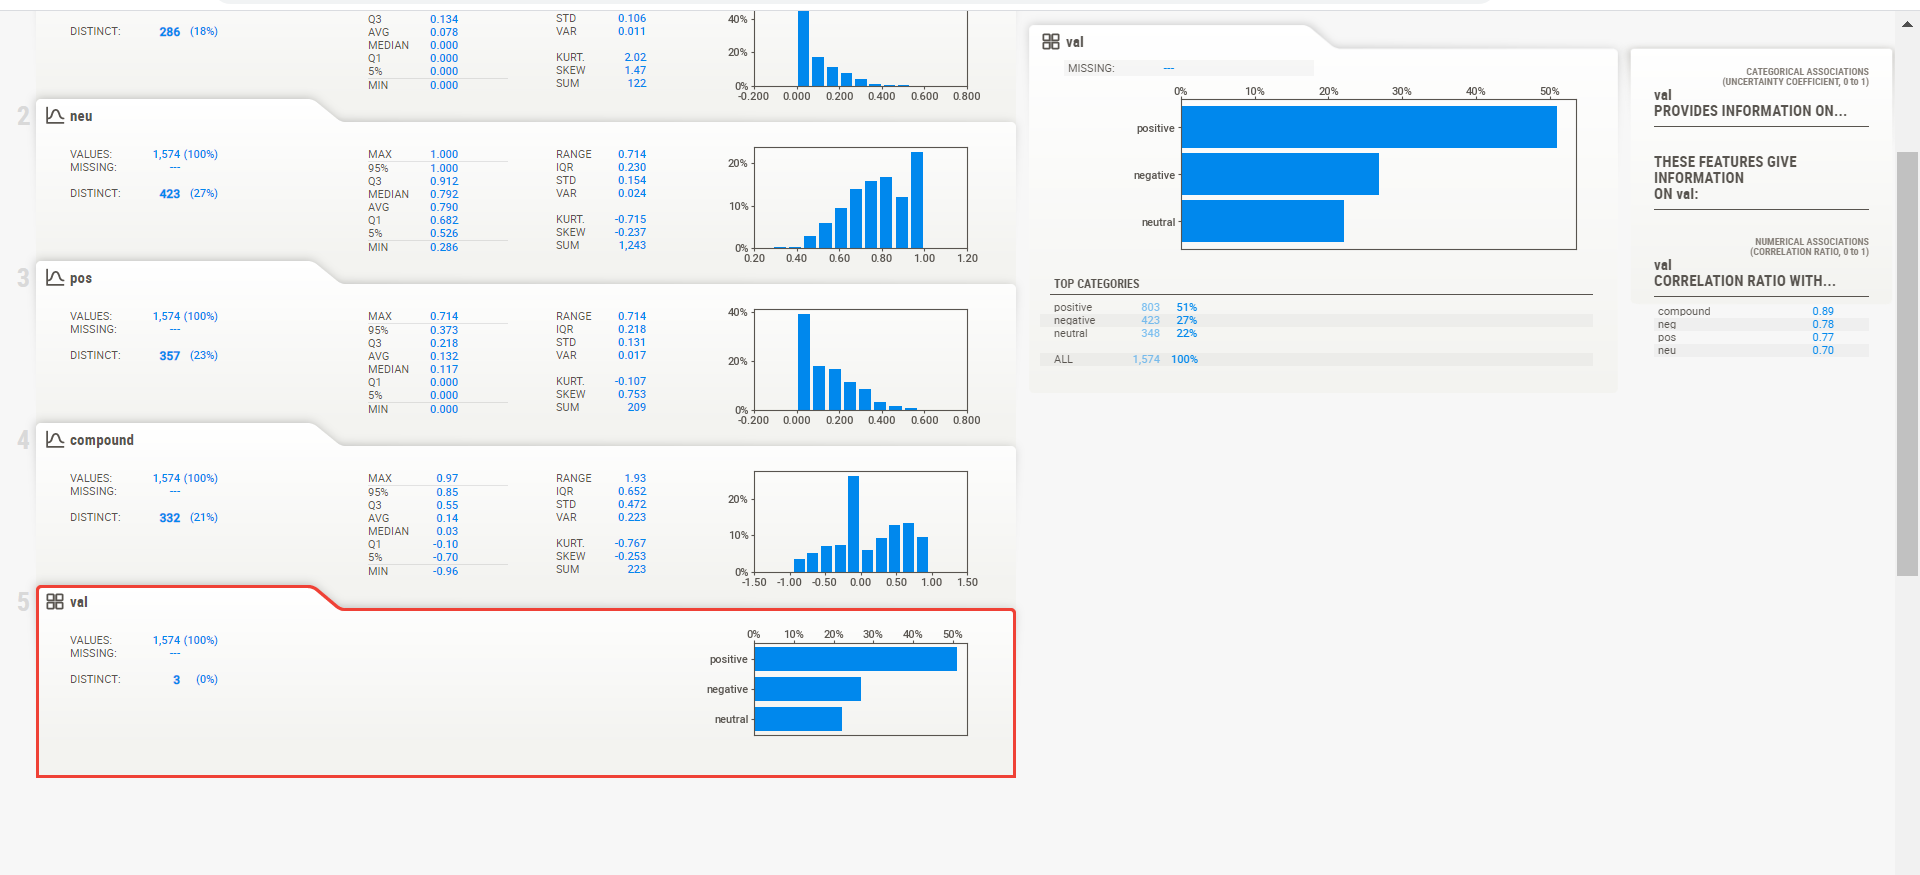 DISTINCT: 286 (18%)
Q3 0.134
AVG 0.078
MEDIAN 0.000
Q1 0.000
5% 0.000
MIN 0.000
STD 0.106
VAR 0.011
KURT. 2.02
SKEW 1.47
SUM 122
40%
20%
0%
-0.200 0.000 0.200 0.400 0.600 0.800
2 neu
VALUES: 1,574 (100%)
MISSING: ---
DISTINCT: 423 (27%)
MAX 1.000
95% 1.000
Q3 0.912
MEDIAN 0.792
AVG 0.790
Q1 0.682
5% 0.526
MIN 0.286
RANGE 0.714
IQR 0.230
STD 0.154
VAR 0.024
KURT. -0.715
SKEW -0.237
SUM 1,243
20%
10%
0%
0.20 0.40 0.60 0.80 1.00 1.20
3 pos
VALUES: 1,574 (100%)
MISSING: ---
DISTINCT: 357 (23%)
MAX 0.714
95% 0.373
Q3 0.218
AVG 0.132
MEDIAN 0.117
Q1 0.000
5% 0.000
MIN 0.000
RANGE 0.714
IQR 0.218
STD 0.131
VAR 0.017
KURT. -0.107
SKEW 0.753
SUM 209
40%
20%
0%
-0.200 0.000 0.200 0.400 0.600 0.800
4 compound
VALUES: 1,574 (100%)
MISSING: ---
DISTINCT: 332 (21%)
MAX 0.97
95% 0.85
Q3 0.55
AVG 0.14
MEDIAN 0.03
Q1 -0.10
5% -0.70
MIN -0.96
RANGE 1.93
IQR 0.652
STD 0.472
VAR 0.223
KURT. -0.767
SKEW -0.253
SUM 223
20%
10%
0%
-1.50 -1.00 -0.50 0.00 0.50 1.00 1.50
5 val
VALUES: 1,574 (100%)
MISSING: ---
DISTINCT: 3 (0%)
0% 10% 20% 30% 40% 50%
positive
negative
neutral
val
MISSING: ---
0% 10% 20% 30% 40% 50%
positive
negative
neutral
TOP CATEGORIES
positive 803 51%
negative 423 27%
neutral 348 22%
ALL 1,574 100%
CATEGORICAL ASSOCIATIONS
(UNCERTAINTY COEFFICIENT, 0 to 1)
val
PROVIDES INFORMATION ON...
THESE FEATURES GIVE
INFORMATION
ON val:
NUMERICAL ASSOCIATIONS
(CORRELATION RATIO, 0 to 1)
val
CORRELATION RATIO WITH...
compound 0.89
neg 0.78
pos 0.77
neu 0.70